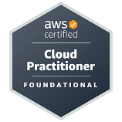 aws
certified
Cloud
Practitioner
FOUNDATIONAL